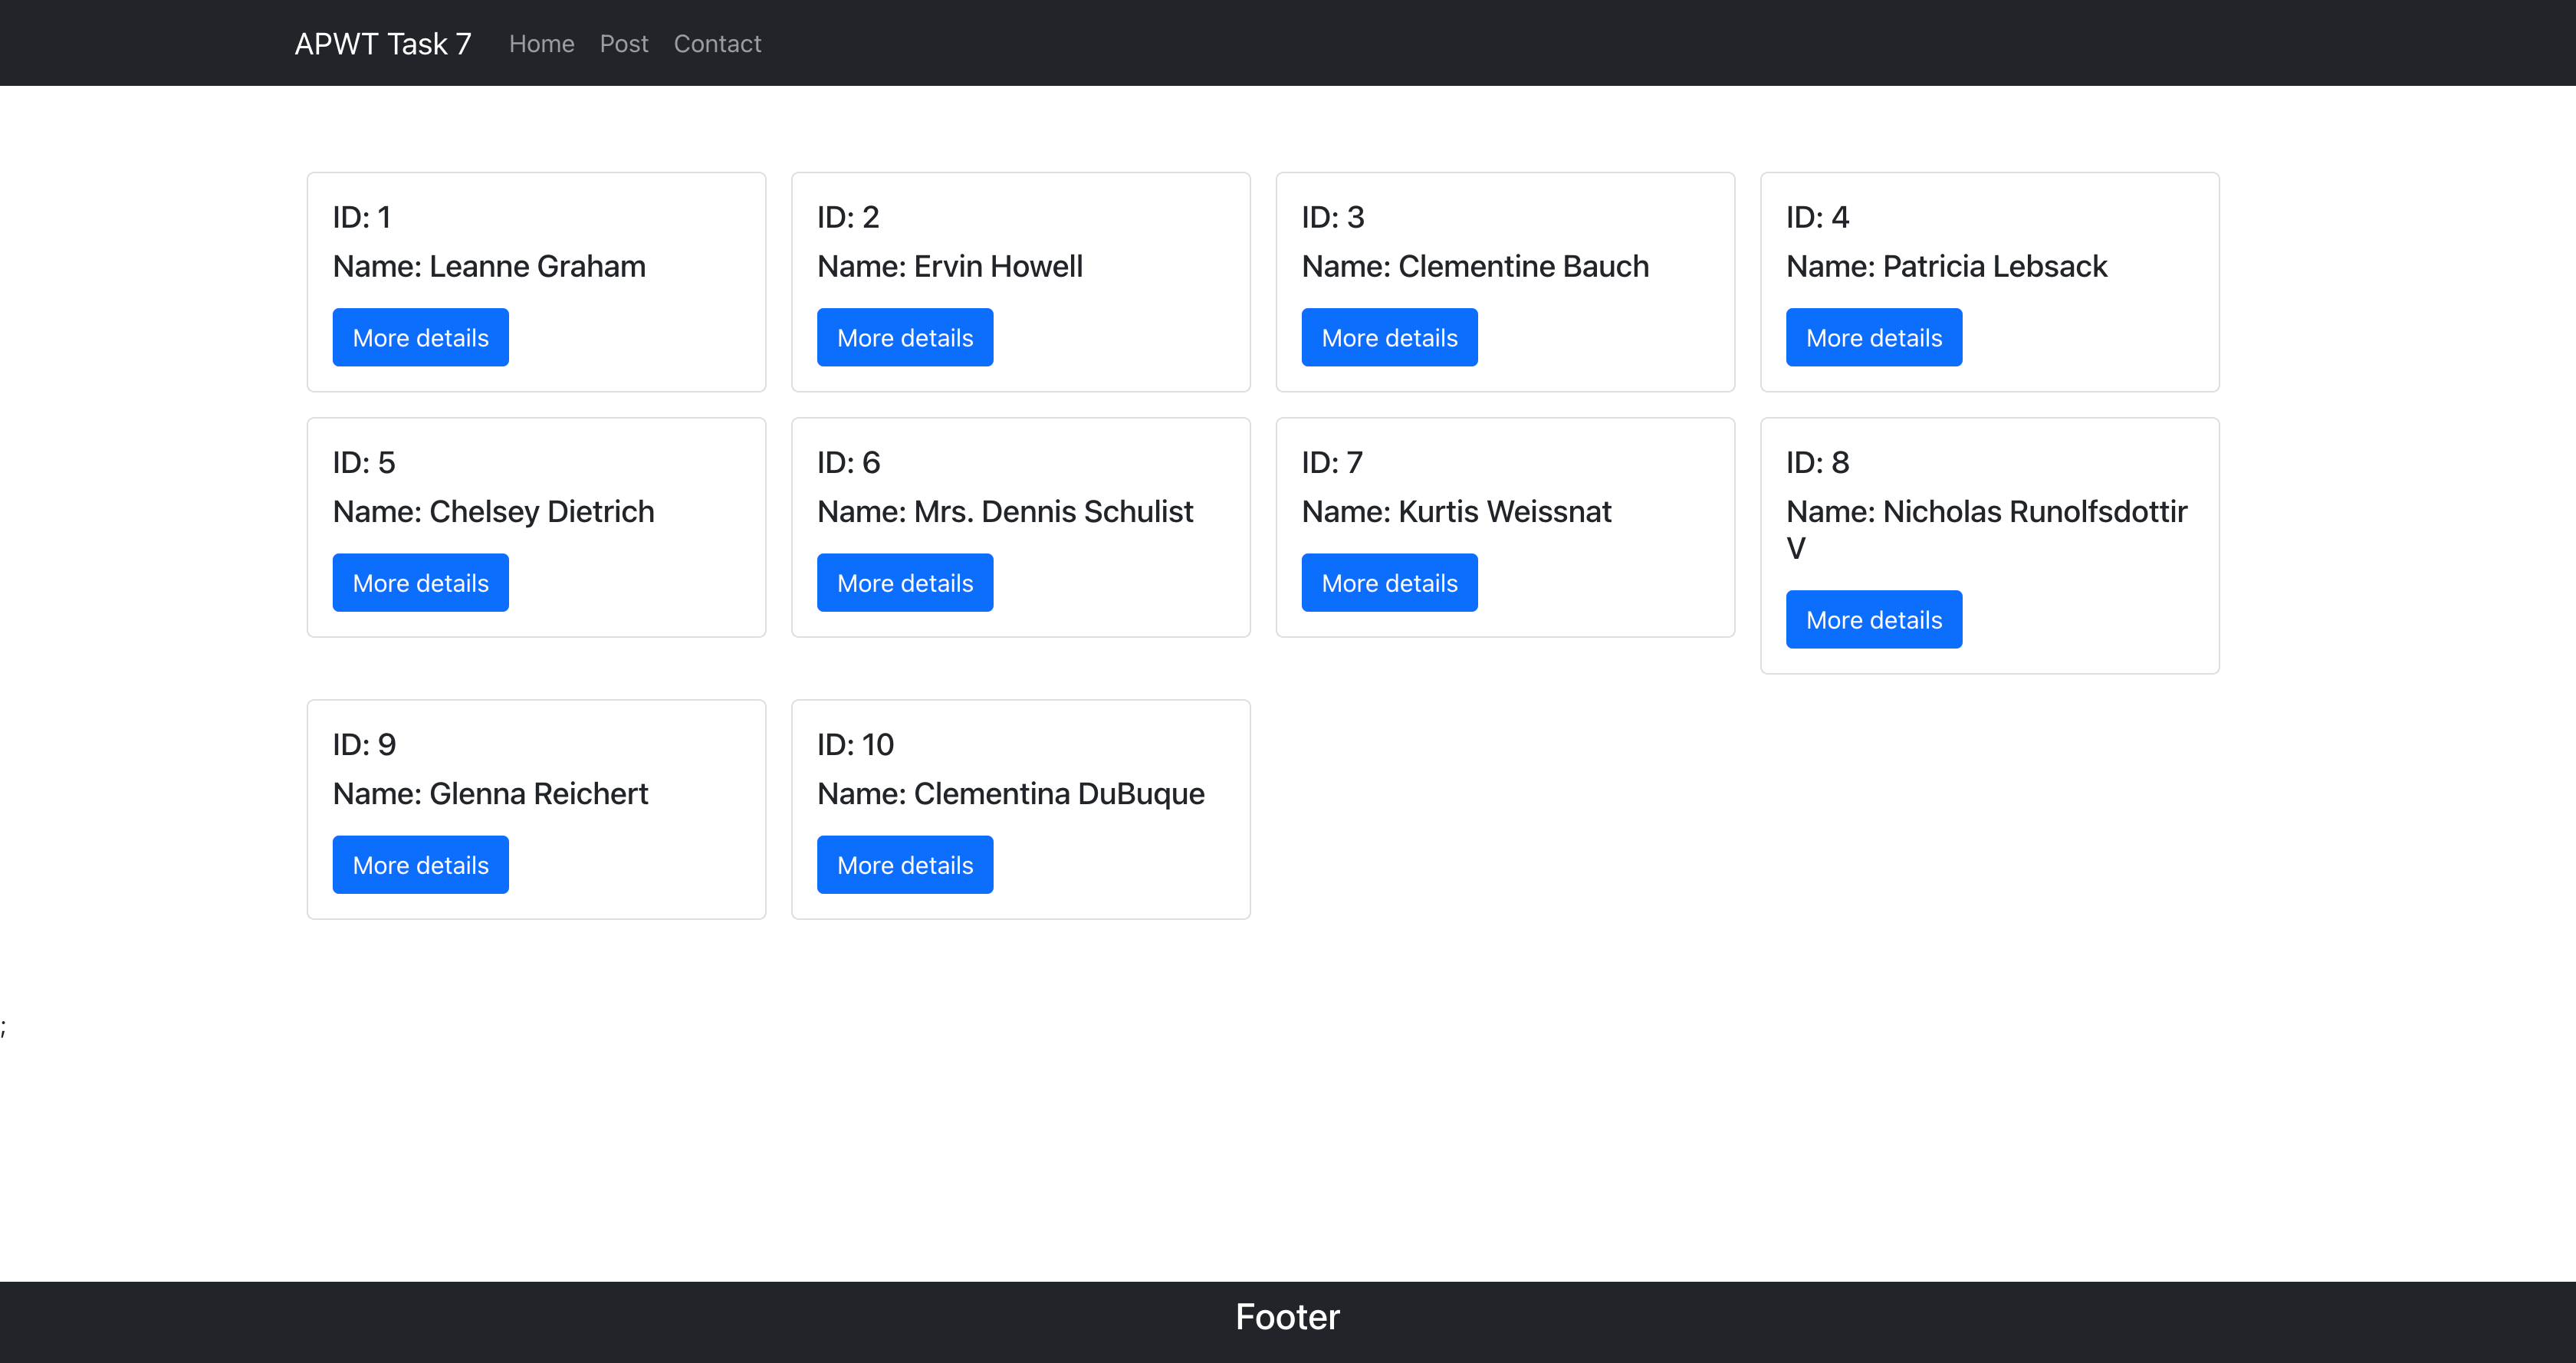 APWT Task 7 Home Post Contact
ID: 1
Name: Leanne Graham
More details
ID: 2
Name: Ervin Howell
More details
ID: 3
Name: Clementine Bauch
More details
ID: 4
Name: Patricia Lebsack
More details
ID: 5
Name: Chelsey Dietrich
More details
ID: 6
Name: Mrs. Dennis Schulist
More details
ID: 7
Name: Kurtis Weissnat
More details
ID: 8
Name: Nicholas Runolfsdottir
V
More details
ID: 9
Name: Glenna Reichert
More details
ID: 10
Name: Clementina DuBuque
More details
;
Footer